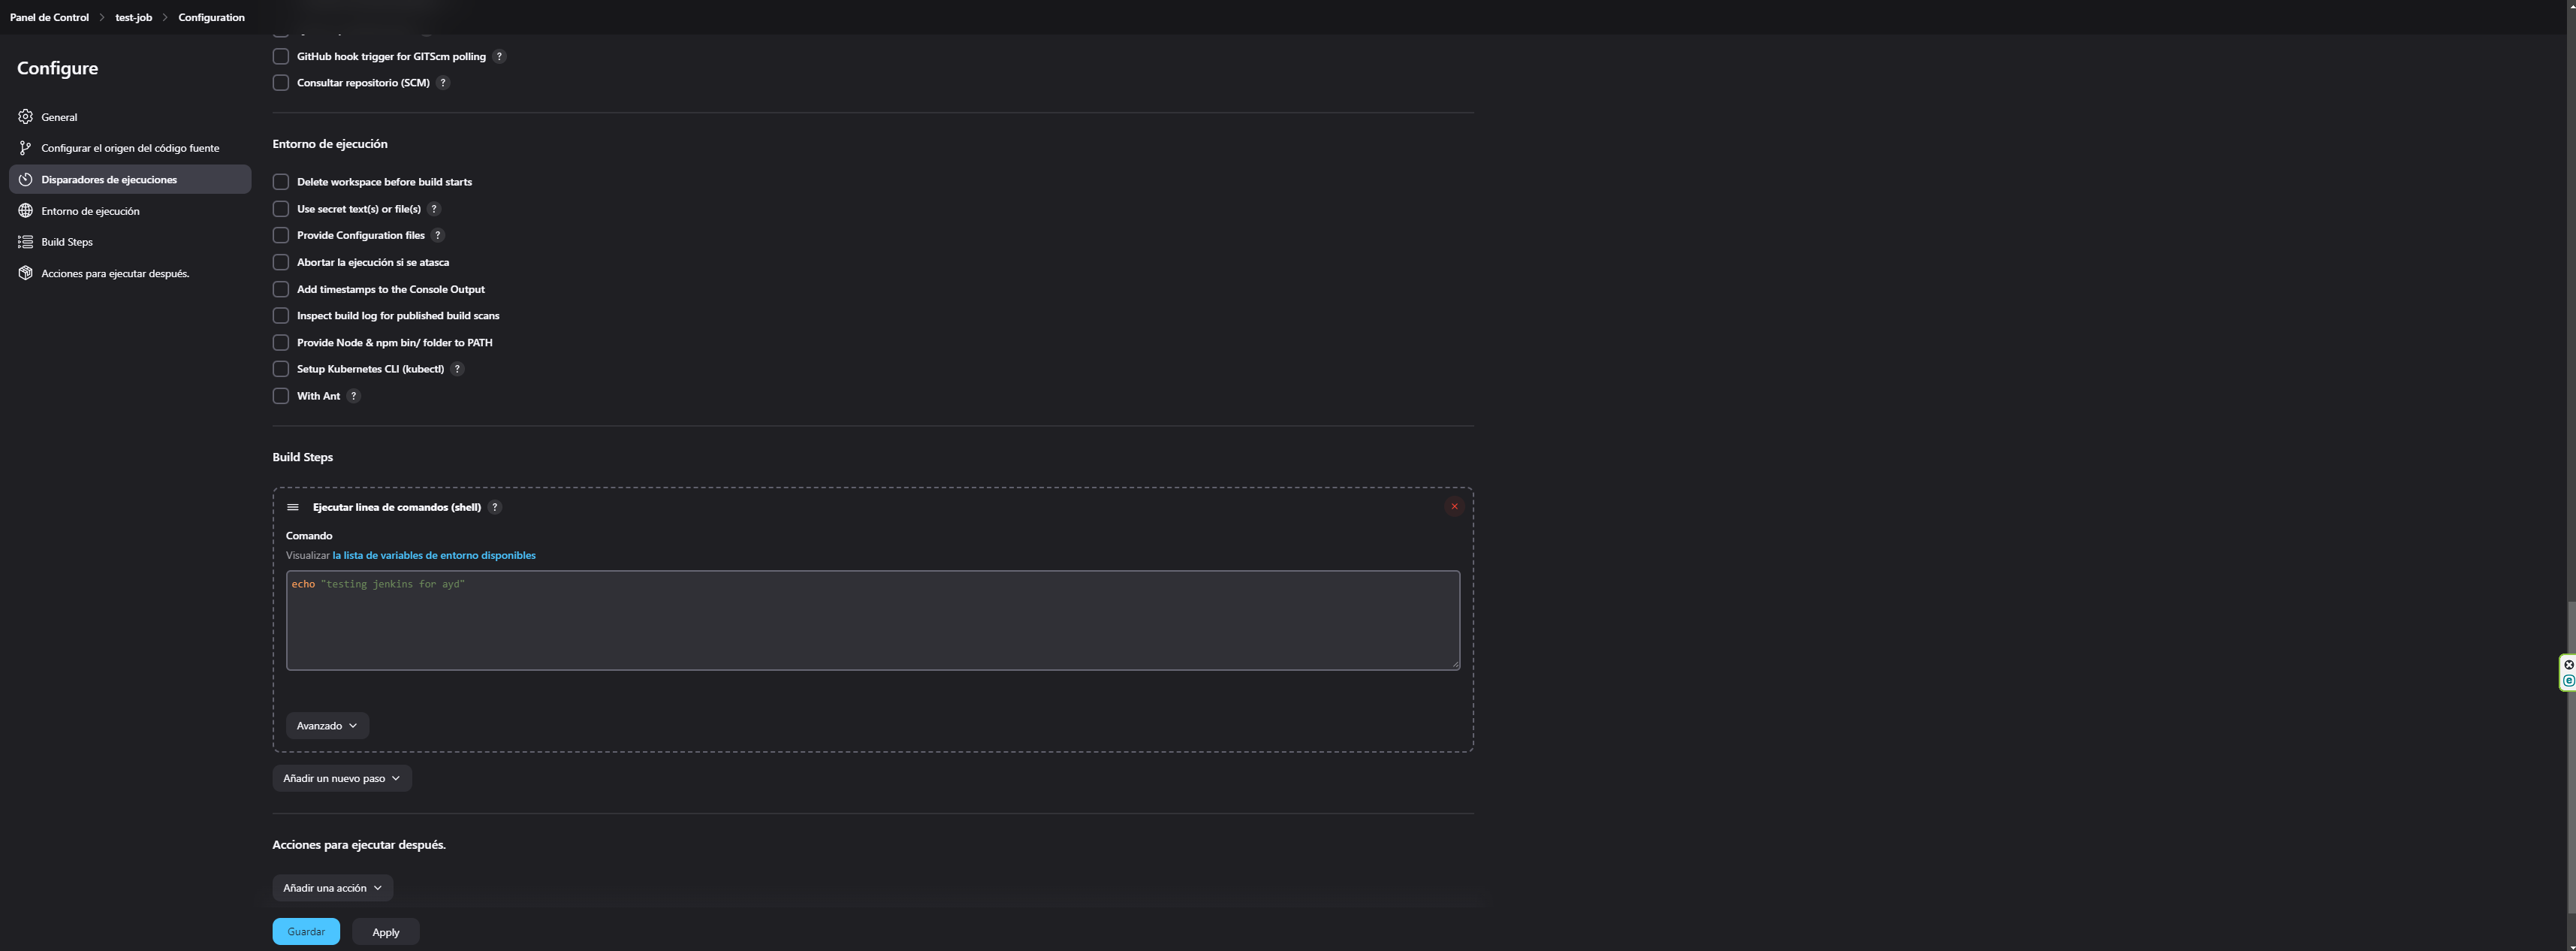 Panel de Control > test-job > Configuration
Configure
General
Configurar el origen del código fuente
Disparadores de ejecuciones
Entorno de ejecución
Build Steps
Acciones para ejecutar después.
GitHub hook trigger for GITScm polling ?
Consultar repositorio (SCM) ?
Entorno de ejecución
Delete workspace before build starts
Use secret text(s) or file(s) ?
Provide Configuration files ?
Abortar la ejecución si se atasca
Add timestamps to the Console Output
Inspect build log for published build scans
Provide Node & npm bin/ folder to PATH
Setup Kubernetes CLI (kubectl) ?
With Ant ?
Build Steps
Ejecutar linea de comandos (shell) ?
Comando
Visualizar la lista de variables de entorno disponibles
echo "testing jenkins for ayd"
Avanzado
Añadir un nuevo paso
Acciones para ejecutar después.
Añadir una acción
Guardar
Apply